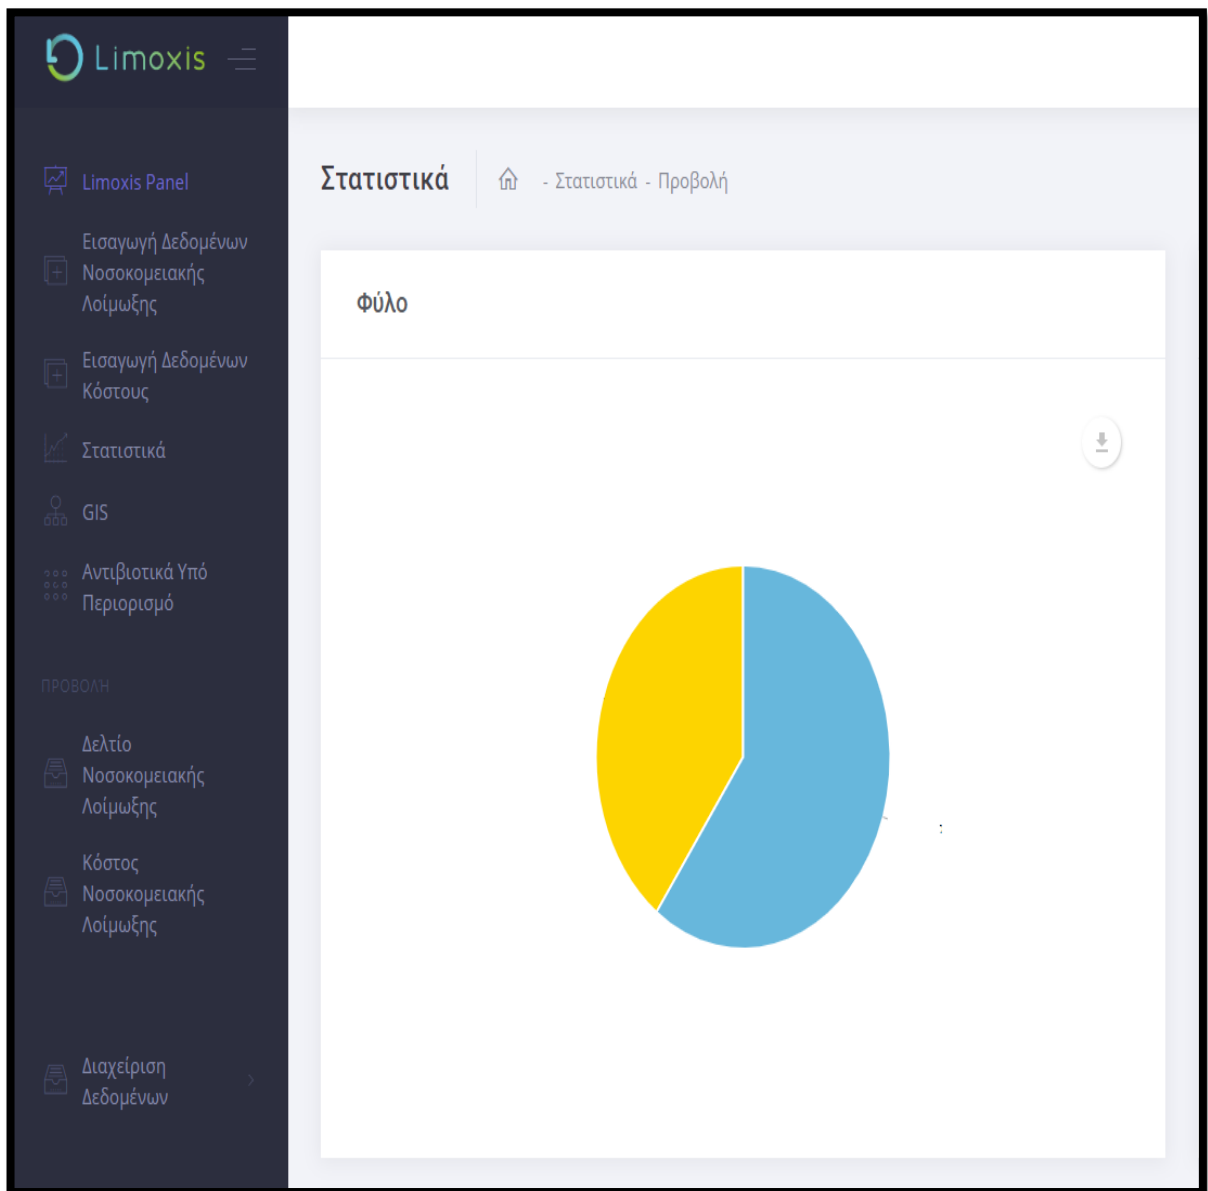 Limoxis
Limoxis Panel
Εισαγωγή Δεδομένων
Νοσοκομειακής
Λοίμωξης
Εισαγωγή Δεδομένων
Κόστους
Στατιστικά
GIS
Αντιβιοτικά Υπό
Περιορισμό
ΠΡΟΒΟΛΉ
Δελτίο
Νοσοκομειακής
Λοίμωξης
Κόστος
Νοσοκομειακής
Λοίμωξης
Διαχείριση
Δεδομένων
Στατιστικά - Στατιστικά - Προβολή
Φύλο